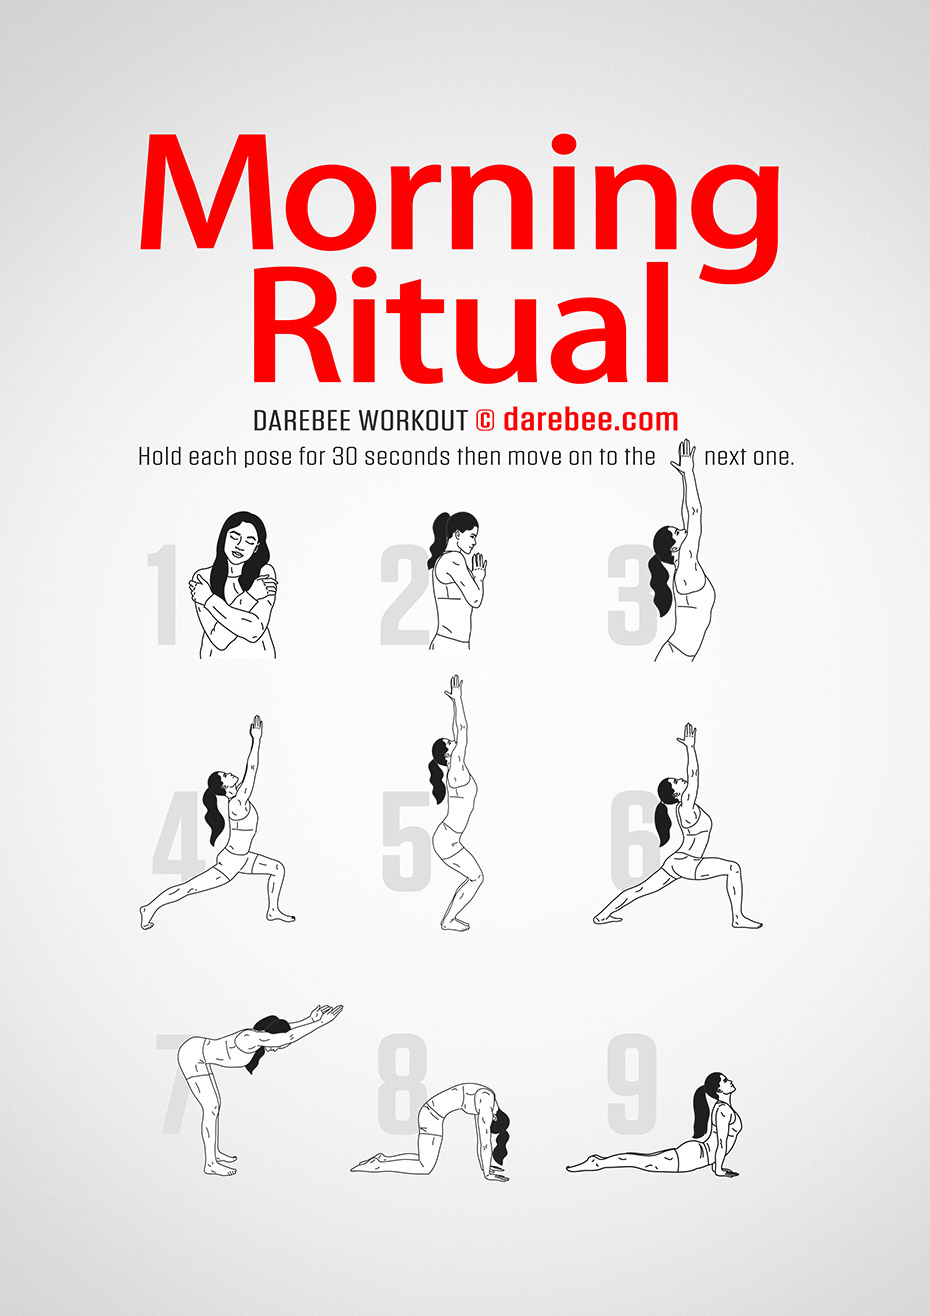 Morning
Ritual
DAREBEE WORKOUT © darebee.com
Hold each pose for 30 seconds then move on to the next one.
1 2 3
4 5 6
7 8 9